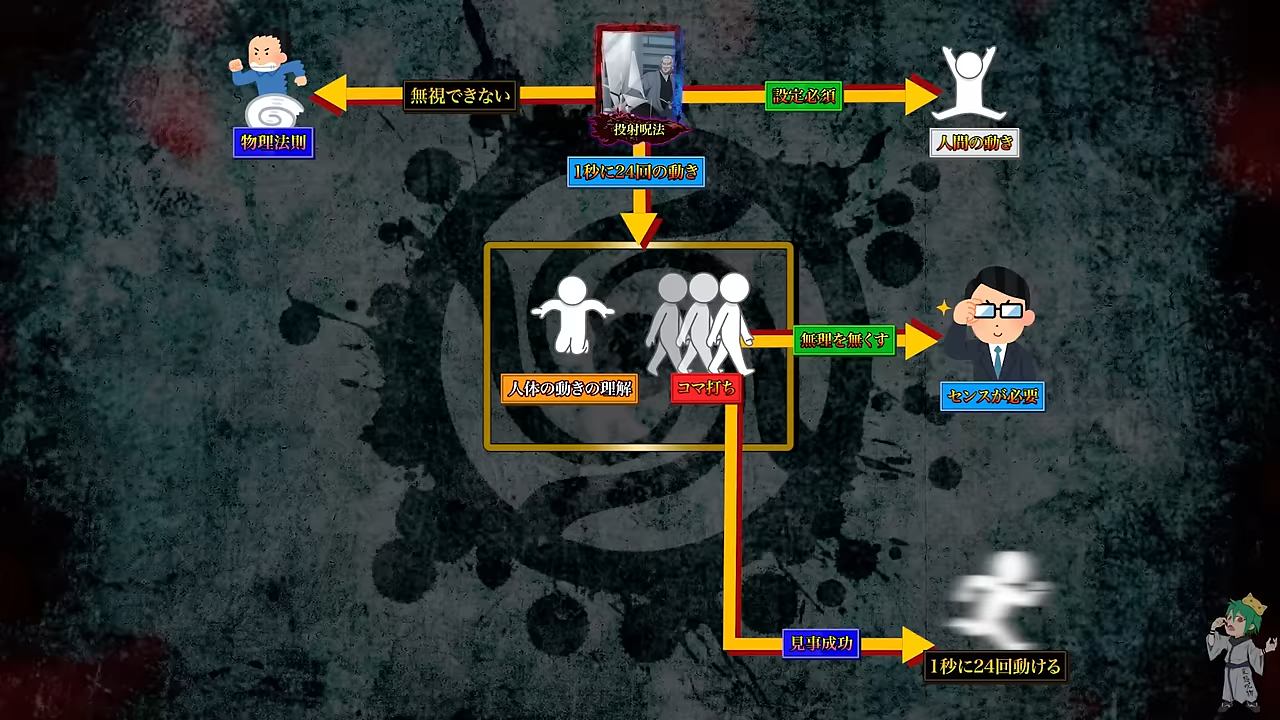 無視できない
設定必須
投射呪法
物理法則
人間の動き
1秒に24回の動き
無理を無くす
人体の動きの理解
コマ打ち
センスが必要
見事成功
1秒に24回動ける